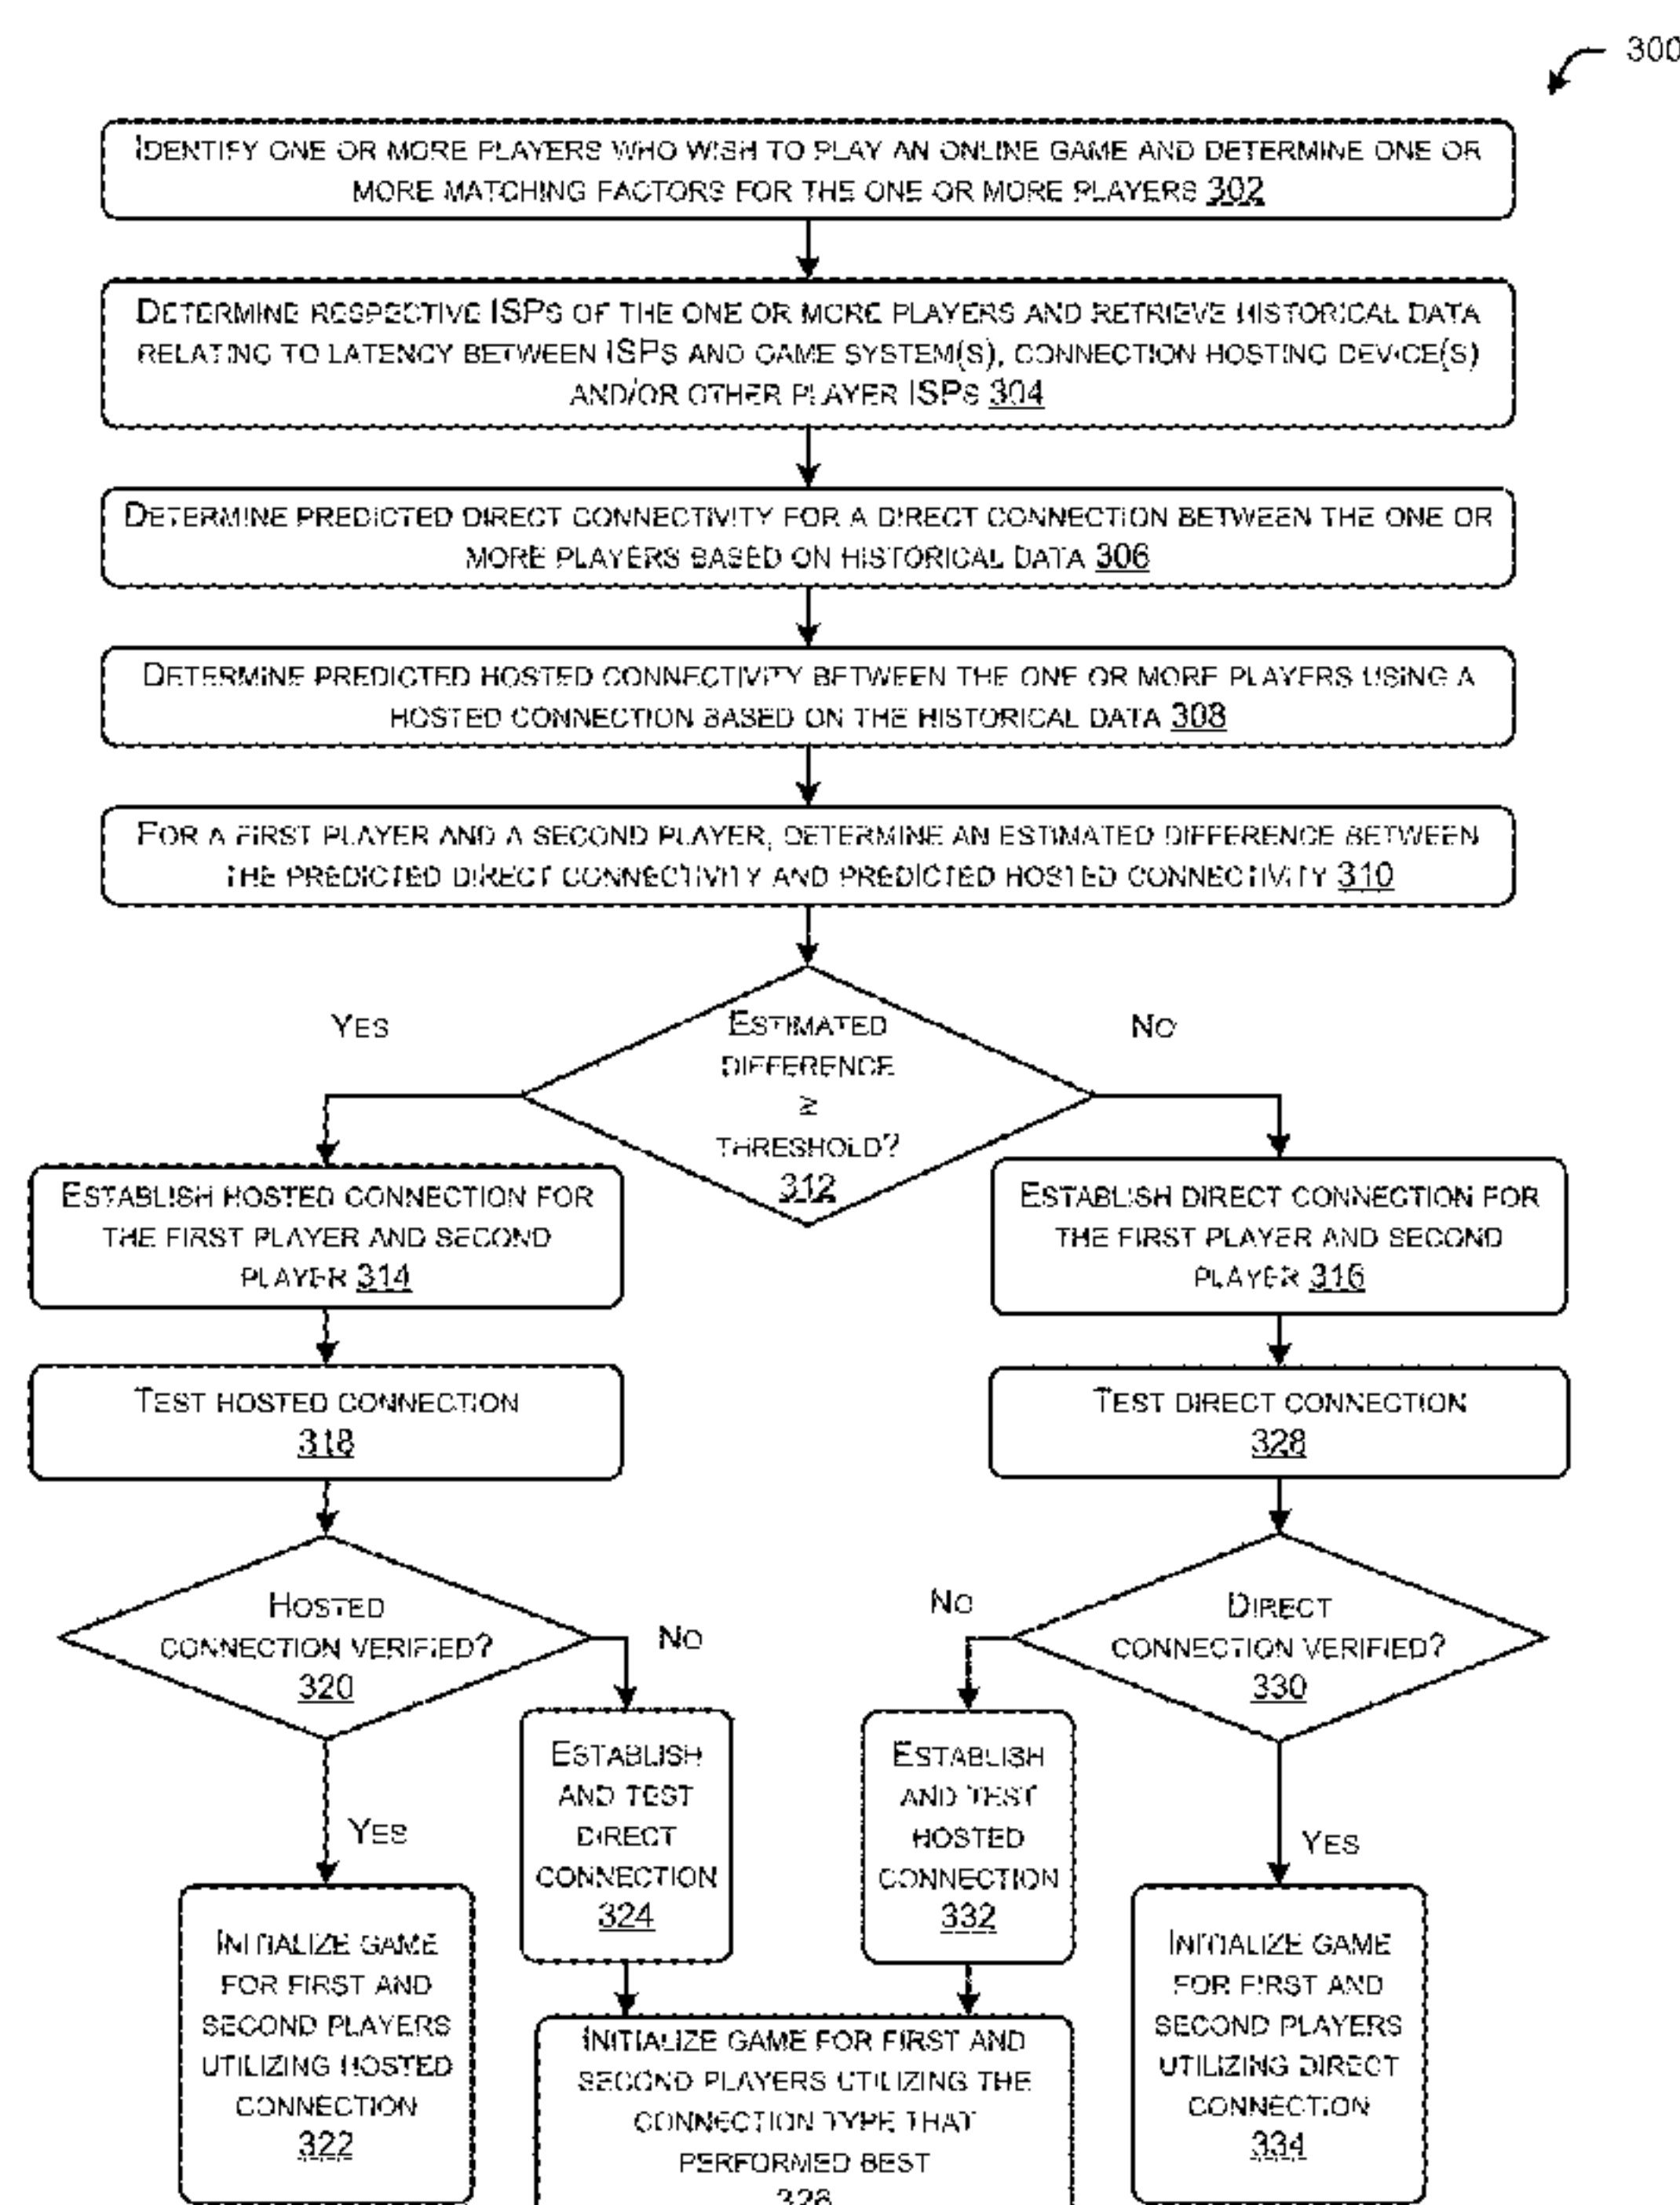 300
IDENTIFY ONE OR MORE PLAYERS WHO WISH TO PLAY AN ONLINE GAME AND DETERMINE ONE OR
MORE MATCHING FACTORS FOR THE ONE OR MORE PLAYERS 302
DETERMINE RESPECTIVE ISPS OF THE ONE OR MORE PLAYERS AND RETRIEVE HISTORICAL DATA
RELATING TO LATENCY BETWEEN ISPS AND GAME SYSTEM(S), CONNECTION HOSTING DEVICE(S)
AND/OR OTHER PLAYER ISPS 304
DETERMINE PREDICTED DIRECT CONNECTIVITY FOR A DIRECT CONNECTION BETWEEN THE ONE OR
MORE PLAYERS BASED ON HISTORICAL DATA 306
DETERMINE PREDICTED HOSTED CONNECTIVITY BETWEEN THE ONE OR MORE PLAYERS USING A
HOSTED CONNECTION BASED ON THE HISTORICAL DATA 308
FOR A FIRST PLAYER AND A SECOND PLAYER, DETERMINE AN ESTIMATED DIFFERENCE BETWEEN
THE PREDICTED DIRECT CONNECTIVITY AND PREDICTED HOSTED CONNECTIVITY 310
YES
ESTIMATED
DIFFERENCE
≥
THRESHOLD?
312
NO
ESTABLISH HOSTED CONNECTION FOR
THE FIRST PLAYER AND SECOND
PLAYER 314
ESTABLISH DIRECT CONNECTION FOR
THE FIRST PLAYER AND SECOND
PLAYER 316
TEST HOSTED CONNECTION
318
TEST DIRECT CONNECTION
328
HOSTED
CONNECTION VERIFIED?
320
NO
NO
DIRECT
CONNECTION VERIFIED?
330
YES
ESTABLISH
AND TEST
DIRECT
CONNECTION
324
ESTABLISH
AND TEST
HOSTED
CONNECTION
332
YES
INITIALIZE GAME
FOR FIRST AND
SECOND PLAYERS
UTILIZING HOSTED
CONNECTION
322
INITIALIZE GAME FOR FIRST AND
SECOND PLAYERS UTILIZING THE
CONNECTION TYPE THAT
PERFORMED BEST
326
INITIALIZE GAME
FOR FIRST AND
SECOND PLAYERS
UTILIZING DIRECT
CONNECTION
334